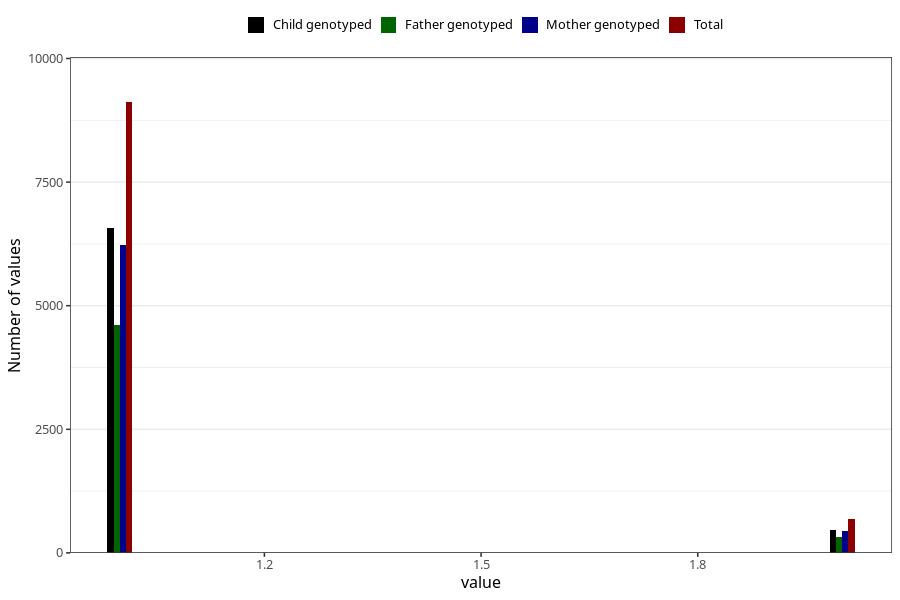 Child genotyped Father genotyped Mother genotyped Total
10000
7500
5000
2500
0
Number of values
1.2 1.5 1.8
value